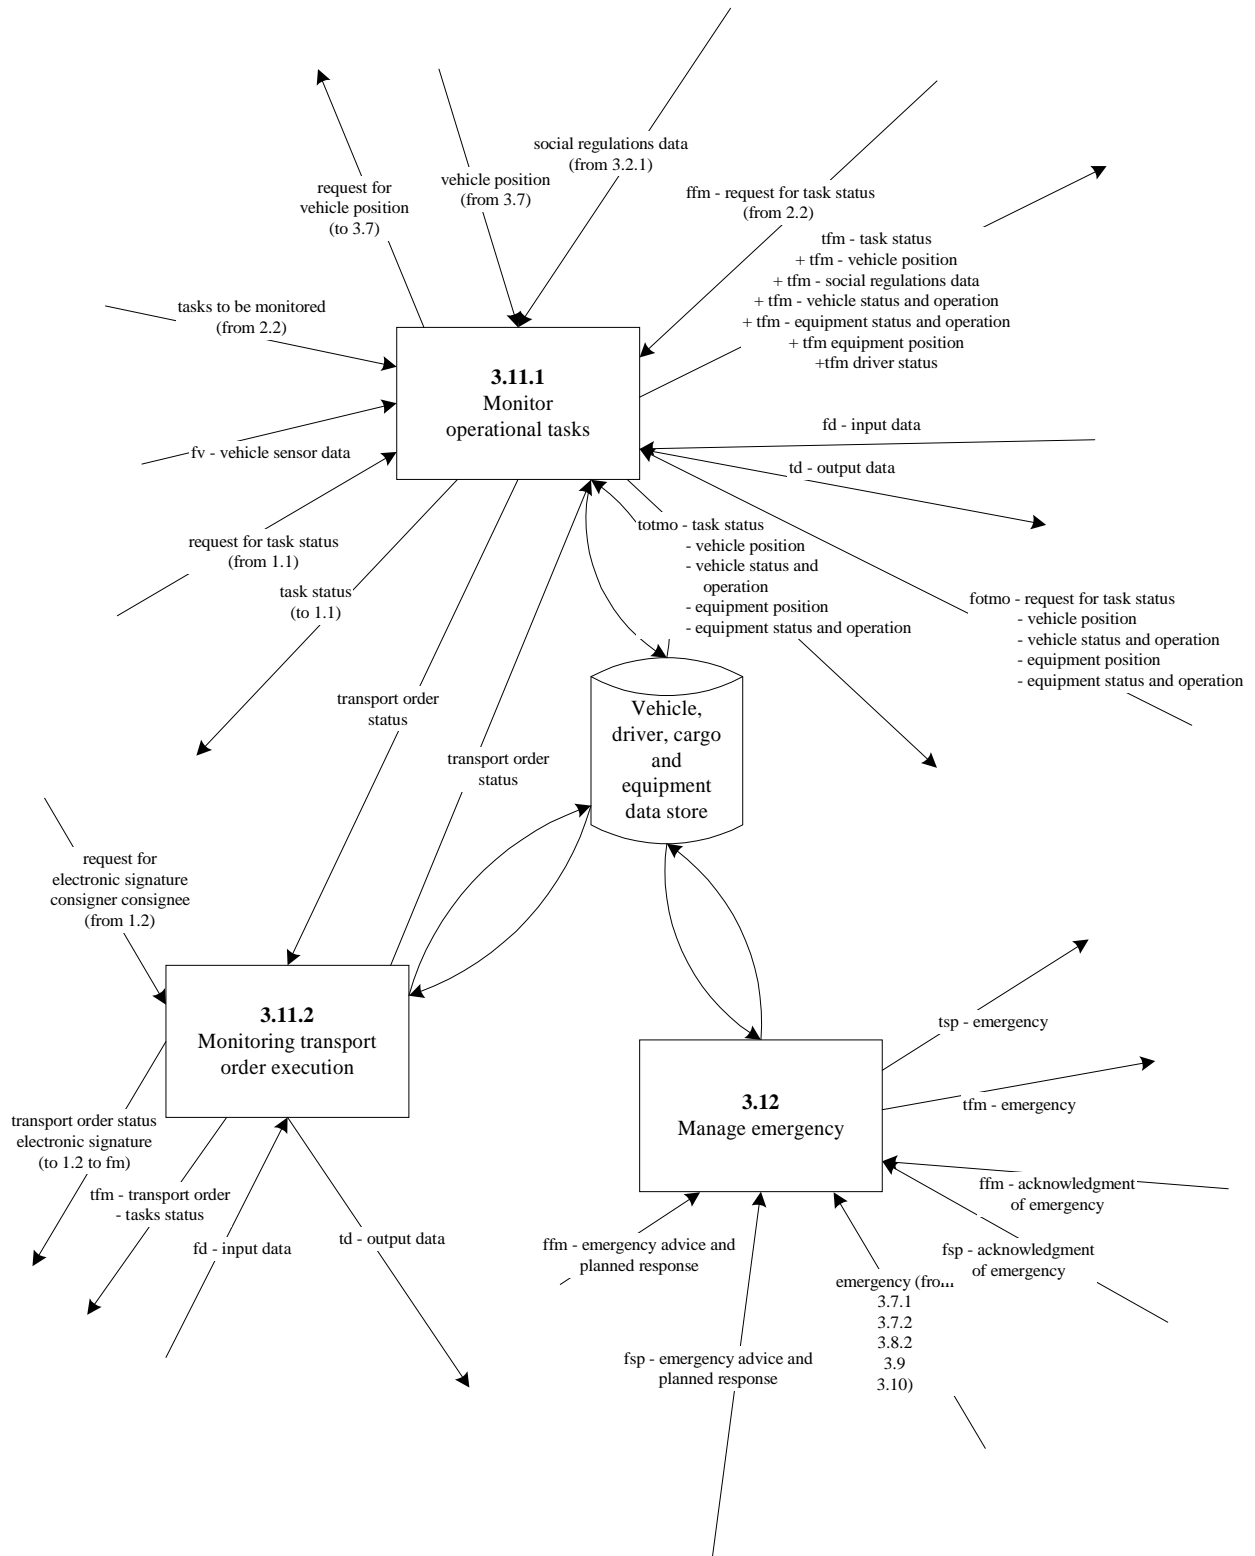 social regulations data
(from 3.2.1)
vehicle position
(from 3.7)
request for
vehicle position
(to 3.7)
ffm - request for task status
(from 2.2)
tfm - task status
+ tfm - vehicle position
+ tfm - social regulations data
+ tfm - vehicle status and operation
+ tfm - equipment status and operation
+ tfm equipment position
+tfm driver status
tasks to be monitored
(from 2.2)
3.11.1
Monitor
operational tasks
fd - input data
fv - vehicle sensor data
td - output data
request for task status
(from 1.1)
task status
(to 1.1)
totmo - task status
- vehicle position
- vehicle status and
operation
- equipment position
- equipment status and operation
fotmo - request for task status
- vehicle position
- vehicle status and operation
- equipment position
- equipment status and operation
transport order
status
transport order
status
Vehicle,
driver, cargo
and
equipment
data store
request for
electronic signature
consigner consignee
(from 1.2)
3.11.2
Monitoring transport
order execution
tsp - emergency
tfm - emergency
3.12
Manage emergency
transport order status
electronic signature
(to 1.2 to fm)
tfm - transport order
- tasks status
fd - input data
td - output data
ffm - acknowledgment
of emergency
fsp - acknowledgment
of emergency
ffm - emergency advice and
planned response
emergency (from
3.7.1
3.7.2
3.8.2
3.9
3.10)
fsp - emergency advice and
planned response